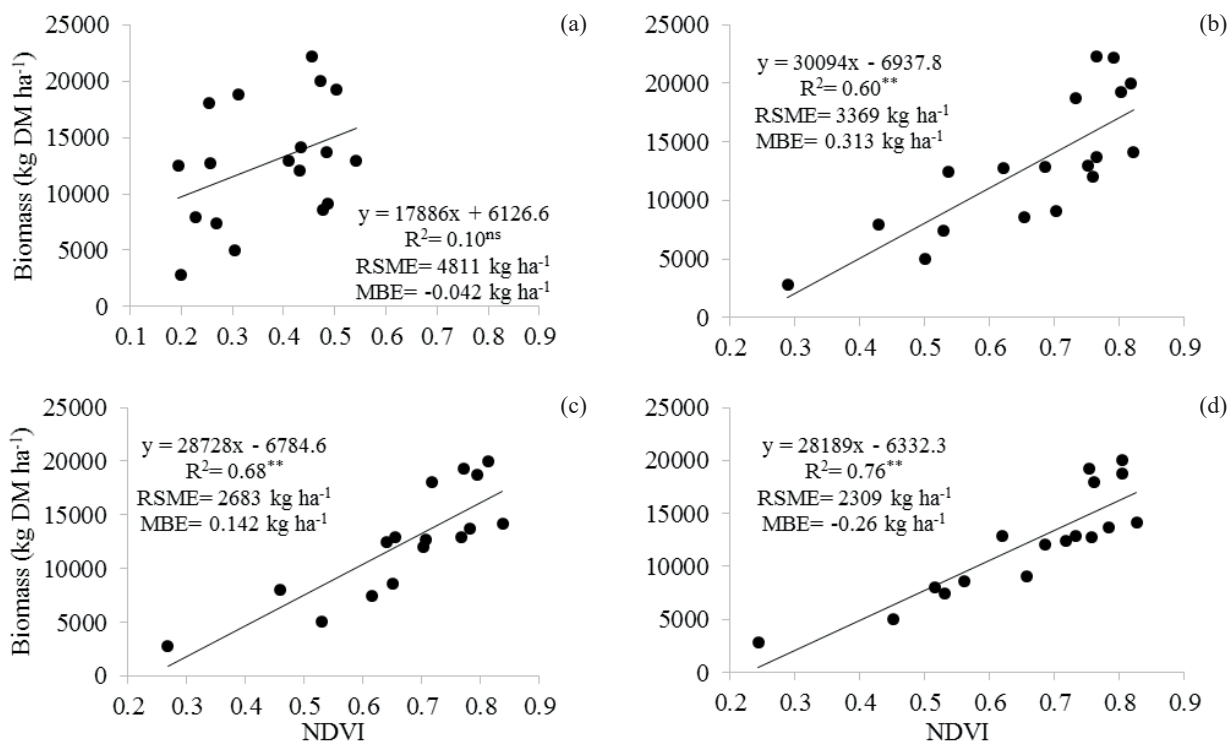 (a)
25000
20000
15000
10000
5000
0
Biomass (kg DM ha-1)
y = 17886x + 6126.6
R2= 0.10ns
RSME= 4811 kg ha-1
MBE= -0.042 kg ha-1
0.1 0.2 0.3 0.4 0.5 0.6 0.7 0.8 0.9
(b)
25000
20000
15000
10000
5000
0
y = 30094x - 6937.8
R2= 0.60**
RSME= 3369 kg ha-1
MBE= 0.313 kg ha-1
0.2 0.3 0.4 0.5 0.6 0.7 0.8 0.9
(c)
25000
20000
15000
10000
5000
0
Biomass (kg DM ha-1)
y = 28728x - 6784.6
R2= 0.68**
RSME= 2683 kg ha-1
MBE= 0.142 kg ha-1
0.2 0.3 0.4 0.5 0.6 0.7 0.8 0.9
NDVI
(d)
25000
20000
15000
10000
5000
0
y = 28189x - 6332.3
R2= 0.76**
RSME= 2309 kg ha-1
MBE= -0.26 kg ha-1
0.2 0.3 0.4 0.5 0.6 0.7 0.8 0.9
NDVI